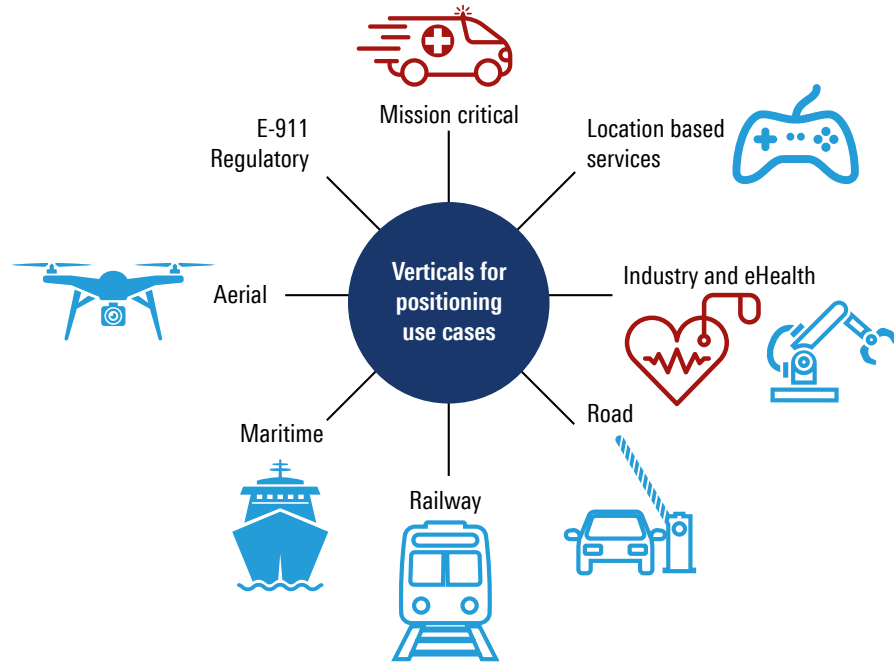 Mission critical
E-911
Regulatory
Location based
services
Aerial
Verticals for
positioning
use cases
Industry and eHealth
Maritime
Railway
Road